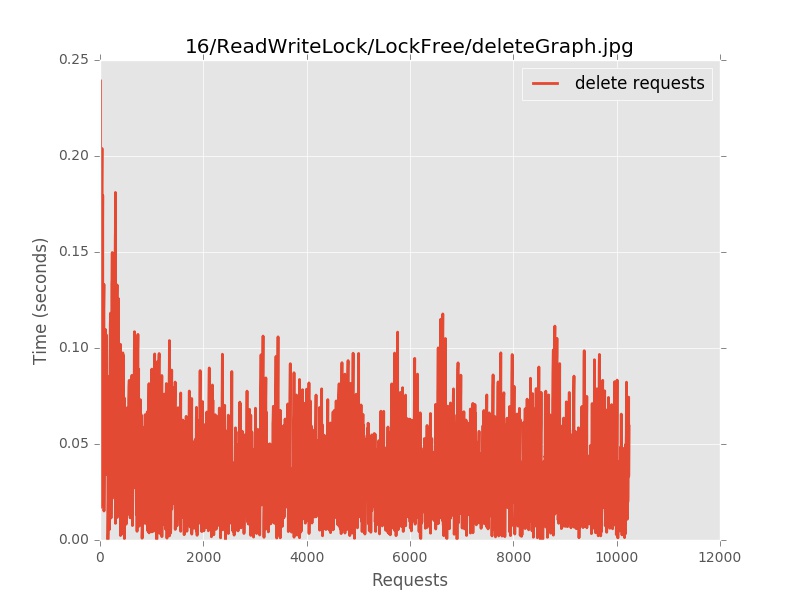 16/ReadWriteLock/LockFree/deleteGraph.jpg
0.25
delete requests
0.20
0.15
0.10
0.05
0.00
Time (seconds)
0 2000 4000 6000 8000 10000 12000
Requests